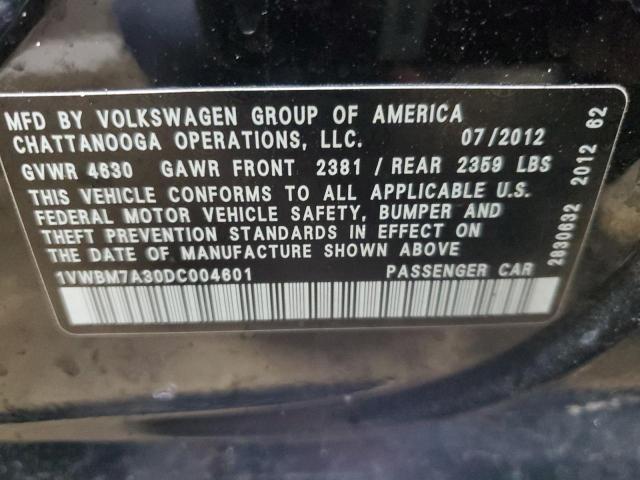 MFD BY VOLKSWAGEN GROUP OF AMERICA
CHATTANOOGA OPERATIONS, LLC. 07/2012
GVWR 4630 GAWR FRONT 2381 / REAR 2359 LBS
THIS VEHICLE CONFORMS TO ALL APPLICABLE U.S.
FEDERAL MOTOR VEHICLE SAFETY, BUMPER AND
THEFT PREVENTION STANDARDS IN EFFECT ON
THE DATE OF MANUFACTURE SHOWN ABOVE
1VWBM7A30DC004601 PASSENGER CAR
2830632 2012 62